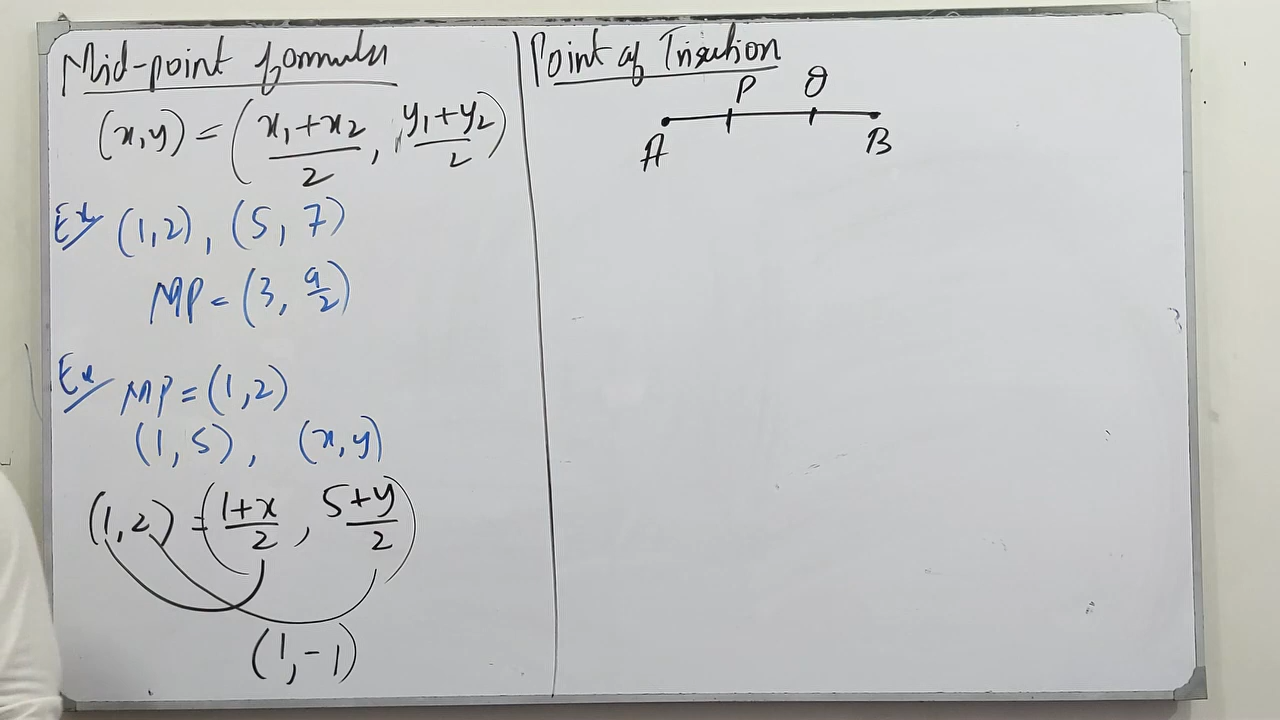 Mid-point formula
(x,y) = (x₁+x₂/2, y₁+y₂/2)
Ex (1,2), (5, 7)
MP = (3, 9/2)
Ex MP = (1,2)
(1,5), (x,y)
(1,2) = (1+x/2, 5+y/2)
(1,-1)
Point of Trisection
P Q
A B